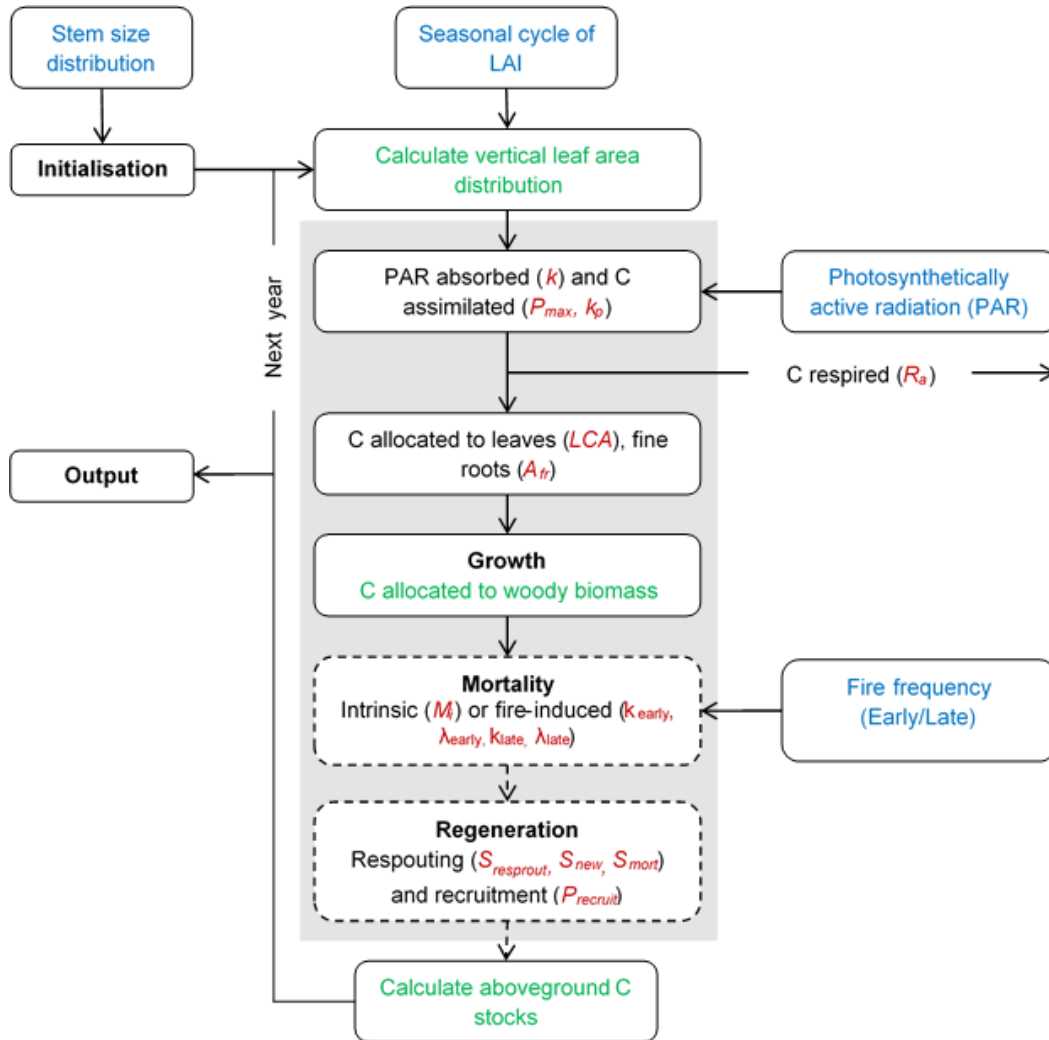 Stem size
distribution
Seasonal cycle of
LAI
Initialisation
Calculate vertical leaf area
distribution
PAR absorbed (k) and C
assimilated (Pmax, kp)
Photosynthetically
active radiation (PAR)
Next year
C respired (Ra)
C allocated to leaves (LCA), fine
roots (Afr)
Output
Growth
C allocated to woody biomass
Mortality
Intrinsic (Mi) or fire-induced (kearly,
λearly, klate, λlate)
Fire frequency
(Early/Late)
Regeneration
Respouting (Sresprout, Snew, Smort)
and recruitment (Precruit)
Calculate aboveground C
stocks